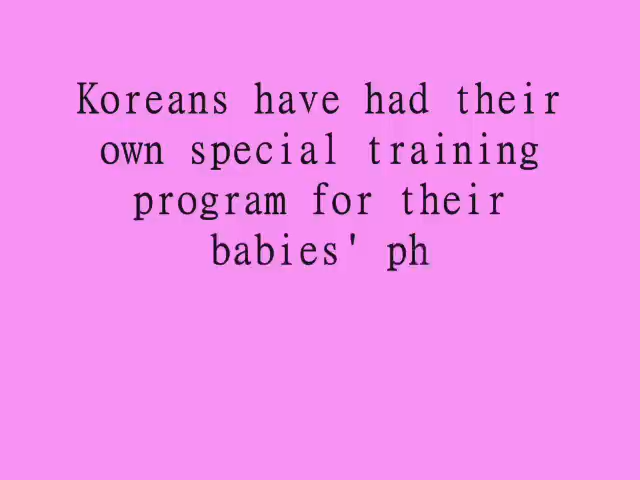 Koreans have had their
own special training
program for their
babies' ph